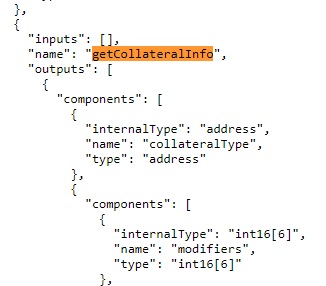 },
{
"inputs": [],
"name": "getCollateralInfo",
"outputs": [
{
"components": [
{
"internalType": "address",
"name": "collateralType",
"type": "address"
},
{
"components": [
{
"internalType": "int16[6]",
"name": "modifiers",
"type": "int16[6]"
},